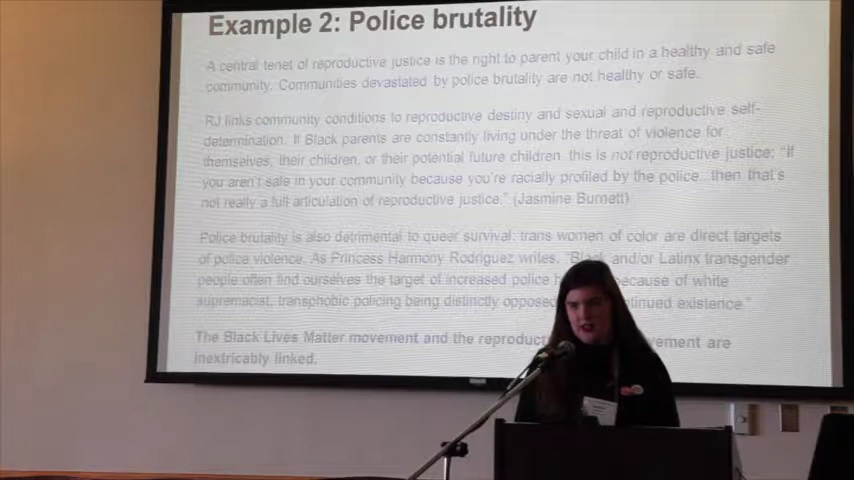 Example 2: Police brutality
A central tenet of reproductive justice is the right to parent your child in a healthy and safe
community. Communities devastated by police brutality are not healthy or safe.
RJ links community conditions to reproductive destiny and sexual and reproductive self-
determination. If Black parents are constantly living under the threat of violence for
themselves, their children, or their potential future children, this is not reproductive justice; "If
you aren't safe in your community because you're racially profiled by the police, then that's
not really a full articulation of reproductive justice." (Jasmine Burnett)
Police brutality is also detrimental to queer survival: trans women of color are direct targets
of police violence. As Princess Harmony Rodriguez writes, "Black and/or Latinx transgender
people often find ourselves the target of increased police because of white
supremacist, transphobic policing being distinctly opposed existence."
The Black Lives Matter movement and the are
inextricably linked.